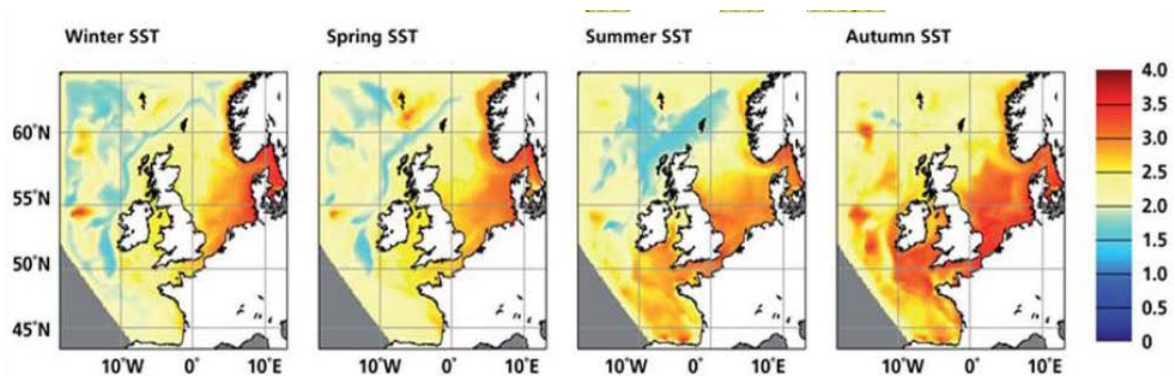 Winter SST
Spring SST
Summer SST
Autumn SST
60°N
55°N
50°N
45°N
10°W 0° 10°E
10°W 0° 10°E
10°W 0° 10°E
10°W 0° 10°E
4.0
3.5
3.0
2.5
2.0
1.5
1.0
0.5
0